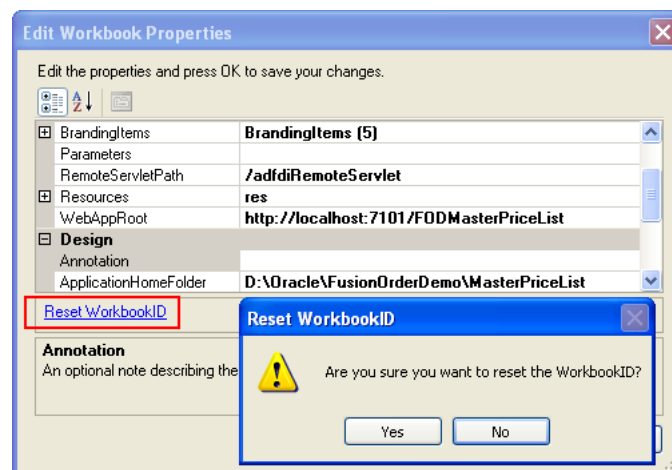 Edit Workbook Properties
Edit the properties and press OK to save your changes.
BrandingItems BrandingItems (5)
Parameters
RemoteServletPath /adfdiRemoteServlet
Resources res
WebAppRoot http://localhost:7101/FODMasterPriceList
Design
Annotation
ApplicationHomeFolder D:\Oracle\FusionOrderDemo\MasterPriceList
Reset WorkbookID
Annotation
An optional note describing the
Reset WorkbookID
Are you sure you want to reset the WorkbookID?
Yes No